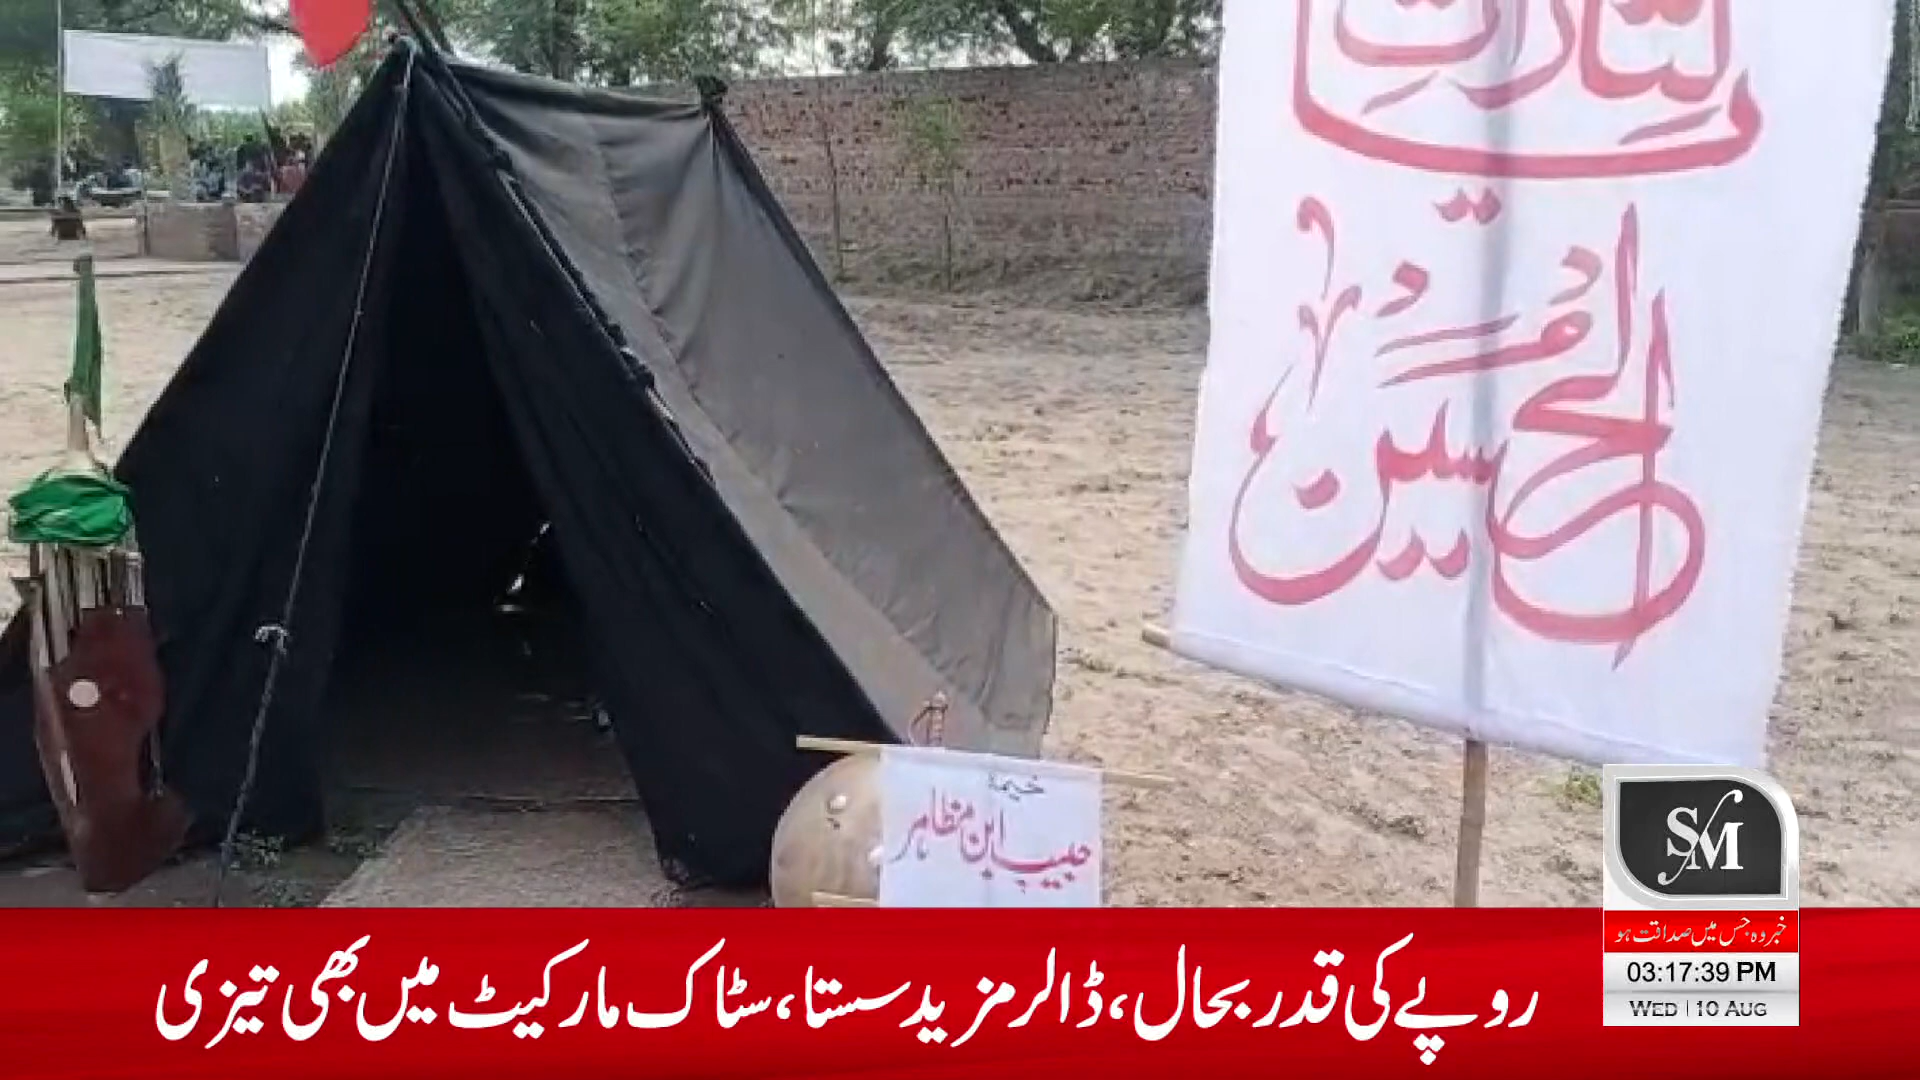 یا لثارات
الحسین
خیمہ
حبیب ابن مظاہر
SM
خبر وہ جس میں صداقت ہو
03:17:39 PM
WED | 10 AUG
روپے کی قدر بحال، ڈالر مزید سستا، سٹاک مارکیٹ میں بھی تیزی